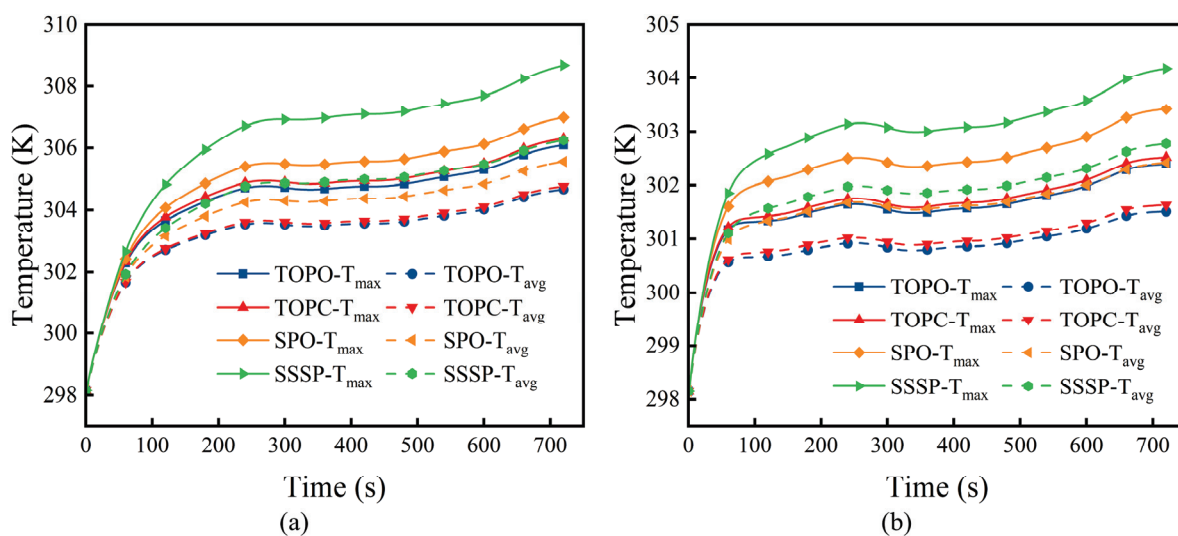 310
308
306
304
302
300
298
Temperature (K)
TOPO-Tmax
TOPO-Tavg
TOPC-Tmax
TOPC-Tavg
SPO-Tmax
SPO-Tavg
SSSP-Tmax
SSSP-Tavg
0 100 200 300 400 500 600 700
Time (s)
(a)
305
304
303
302
301
300
299
298
Temperature (K)
TOPO-Tmax
TOPO-Tavg
TOPC-Tmax
TOPC-Tavg
SPO-Tmax
SPO-Tavg
SSSP-Tmax
SSSP-Tavg
0 100 200 300 400 500 600 700
Time (s)
(b)